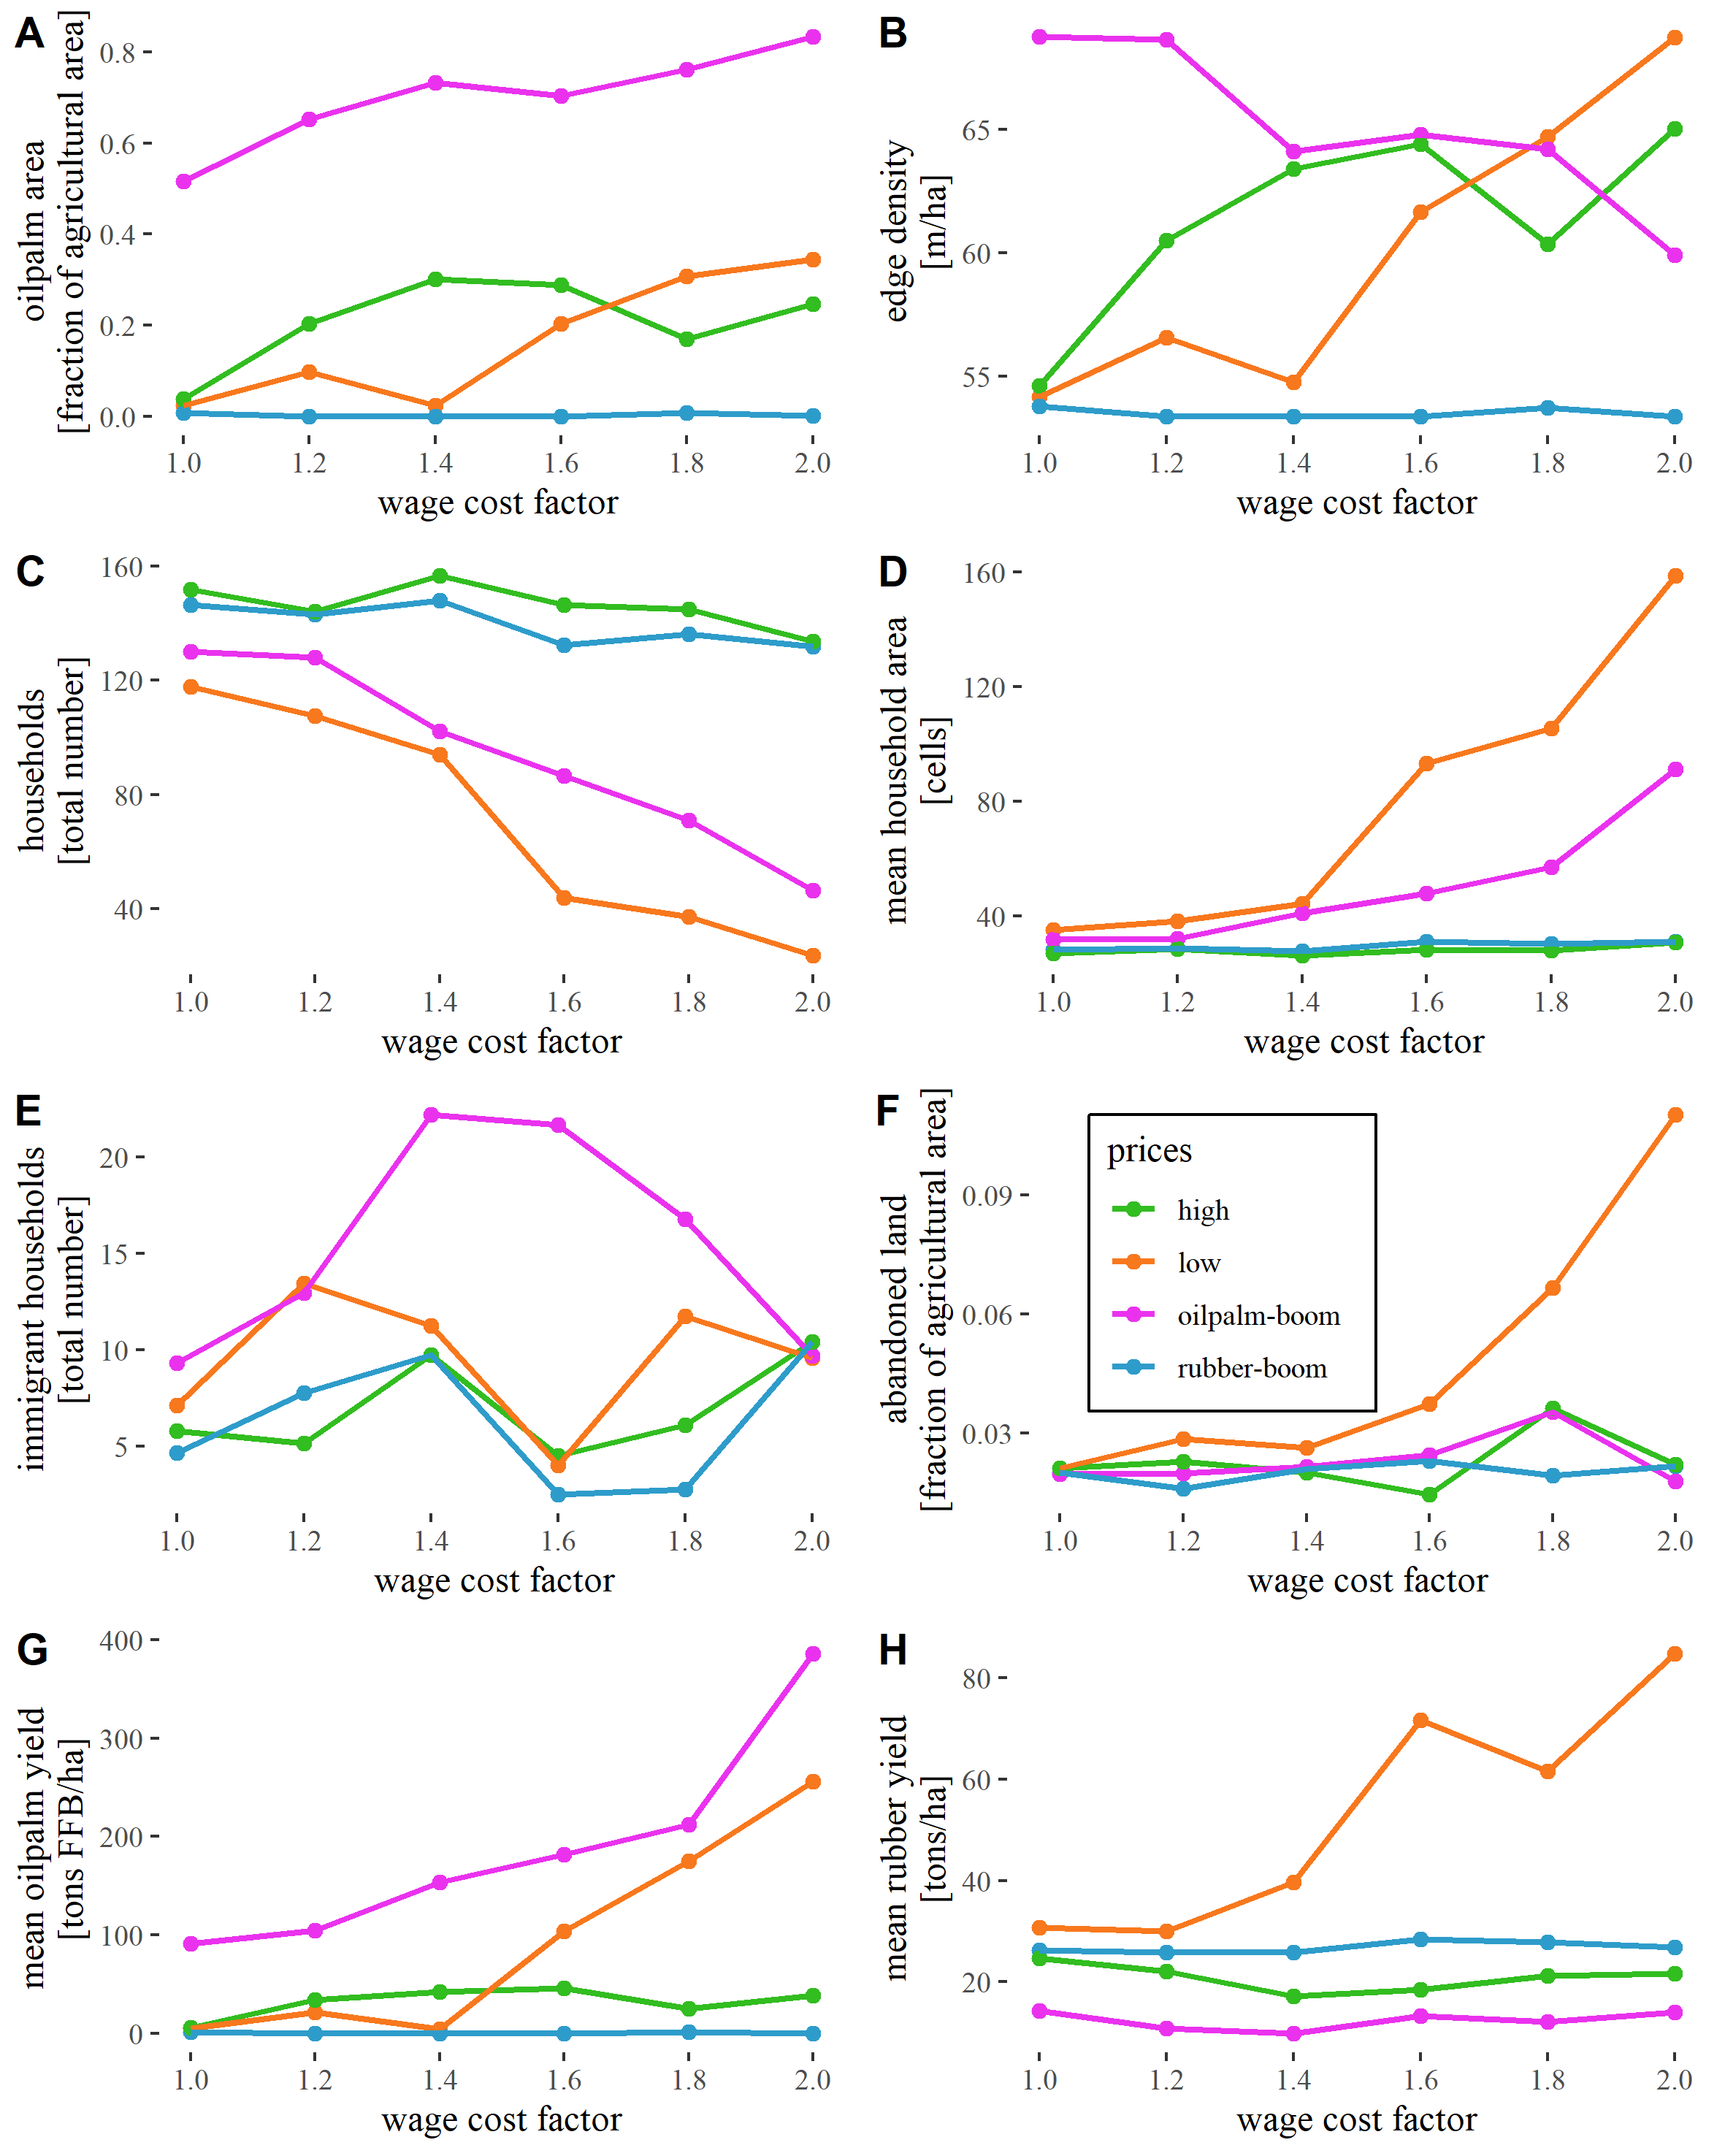 A
oilpalm area
[fraction of agricultural area]
0.8
0.6
0.4
0.2
0.0
1.0 1.2 1.4 1.6 1.8 2.0
wage cost factor
B
edge density
[m/ha]
65
60
55
1.0 1.2 1.4 1.6 1.8 2.0
wage cost factor
C
households
[total number]
160
120
80
40
1.0 1.2 1.4 1.6 1.8 2.0
wage cost factor
D
mean household area
[cells]
160
120
80
40
1.0 1.2 1.4 1.6 1.8 2.0
wage cost factor
E
immigrant households
[total number]
20
15
10
5
1.0 1.2 1.4 1.6 1.8 2.0
wage cost factor
F
abandoned land
[fraction of agricultural area]
0.09
0.06
0.03
prices
high
low
oilpalm-boom
rubber-boom
1.0 1.2 1.4 1.6 1.8 2.0
wage cost factor
G
mean oilpalm yield
[tons FFB/ha]
400
300
200
100
0
1.0 1.2 1.4 1.6 1.8 2.0
wage cost factor
H
mean rubber yield
[tons/ha]
80
60
40
20
1.0 1.2 1.4 1.6 1.8 2.0
wage cost factor